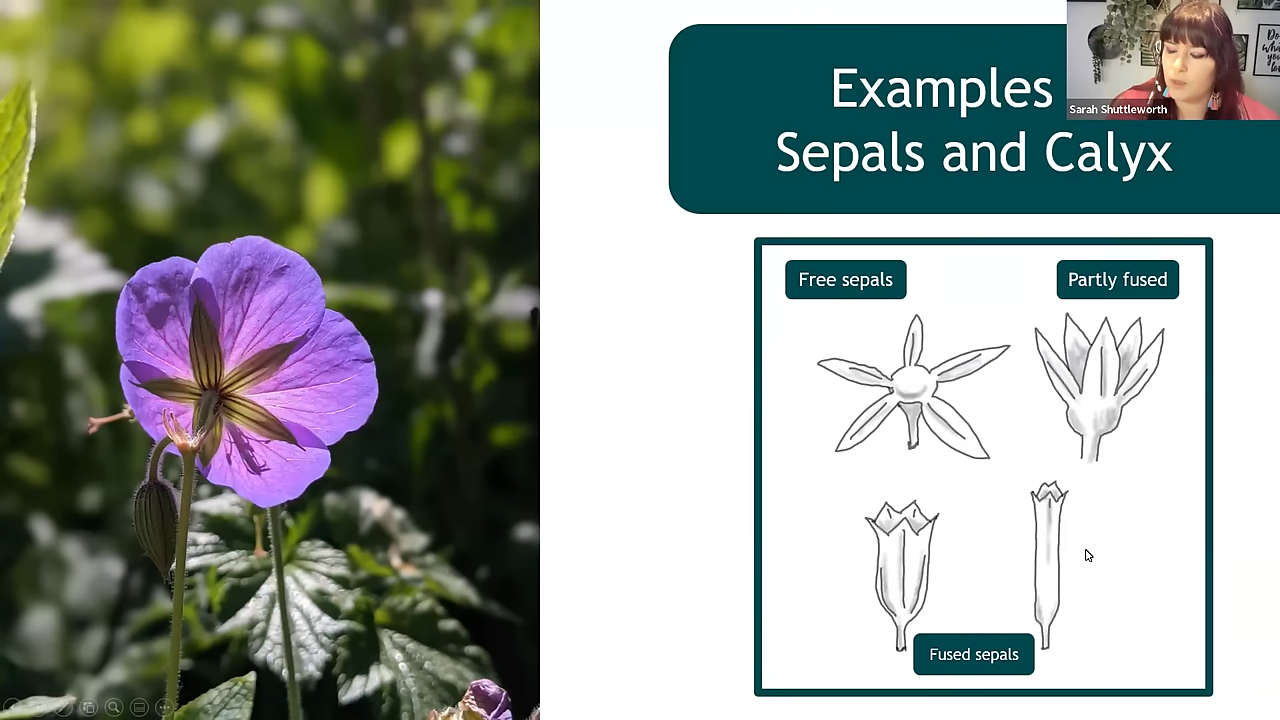 Examples
Sepals and Calyx
Sarah Shuttleworth
Free sepals
Partly fused
Fused sepals